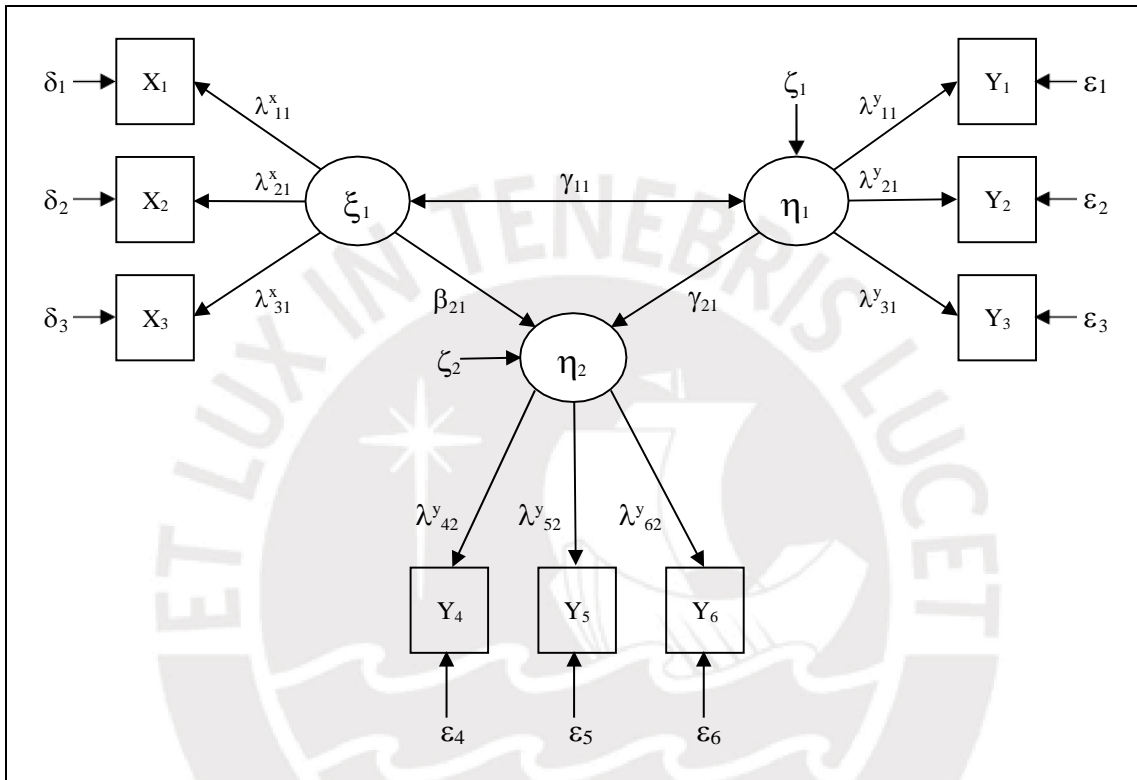 δ1 X1 λx11 ζ1 λy11 Y1 ε1
δ2 X2 λx21 ξ1 γ11 η1 λy21 Y2 ε2
δ3 X3 λx31 β21 γ21 λy31 Y3 ε3
ζ2 η2
λy42 λy52 λy62
Y4 Y5 Y6
ε4 ε5 ε6
ET LUX IN TENEBRIS LUCET